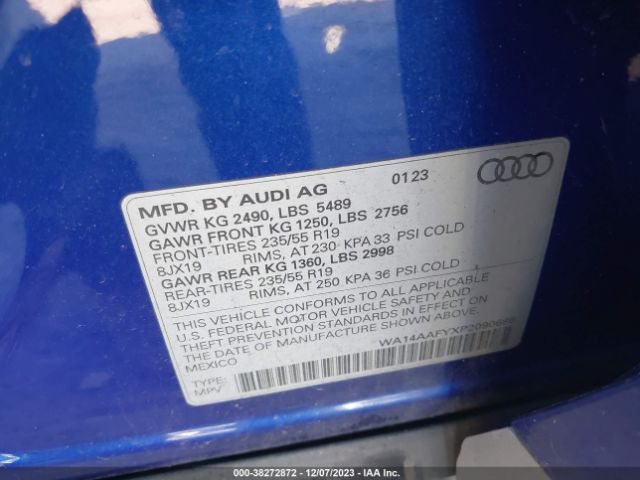 MFD. BY AUDI AG 01 23
GVWR KG 2490, LBS 5489
GAWR FRONT KG 1250, LBS 2756
FRONT-TIRES 235/55 R19
8JX19 RIMS, AT 230 KPA 33 PSI COLD
GAWR REAR KG 1360, LBS 2998
REAR-TIRES 235/55 R19
8JX19 RIMS, AT 250 KPA 36 PSI COLD
THIS VEHICLE CONFORMS TO ALL APPLICABLE
U.S. FEDERAL MOTOR VEHICLE SAFETY AND
THEFT PREVENTION STANDARDS IN EFFECT ON
THE DATE OF MANUFACTURE SHOWN ABOVE.
MEXICO
TYPE:
MPV
000-38272872 - 12/07/2023 - IAA Inc.